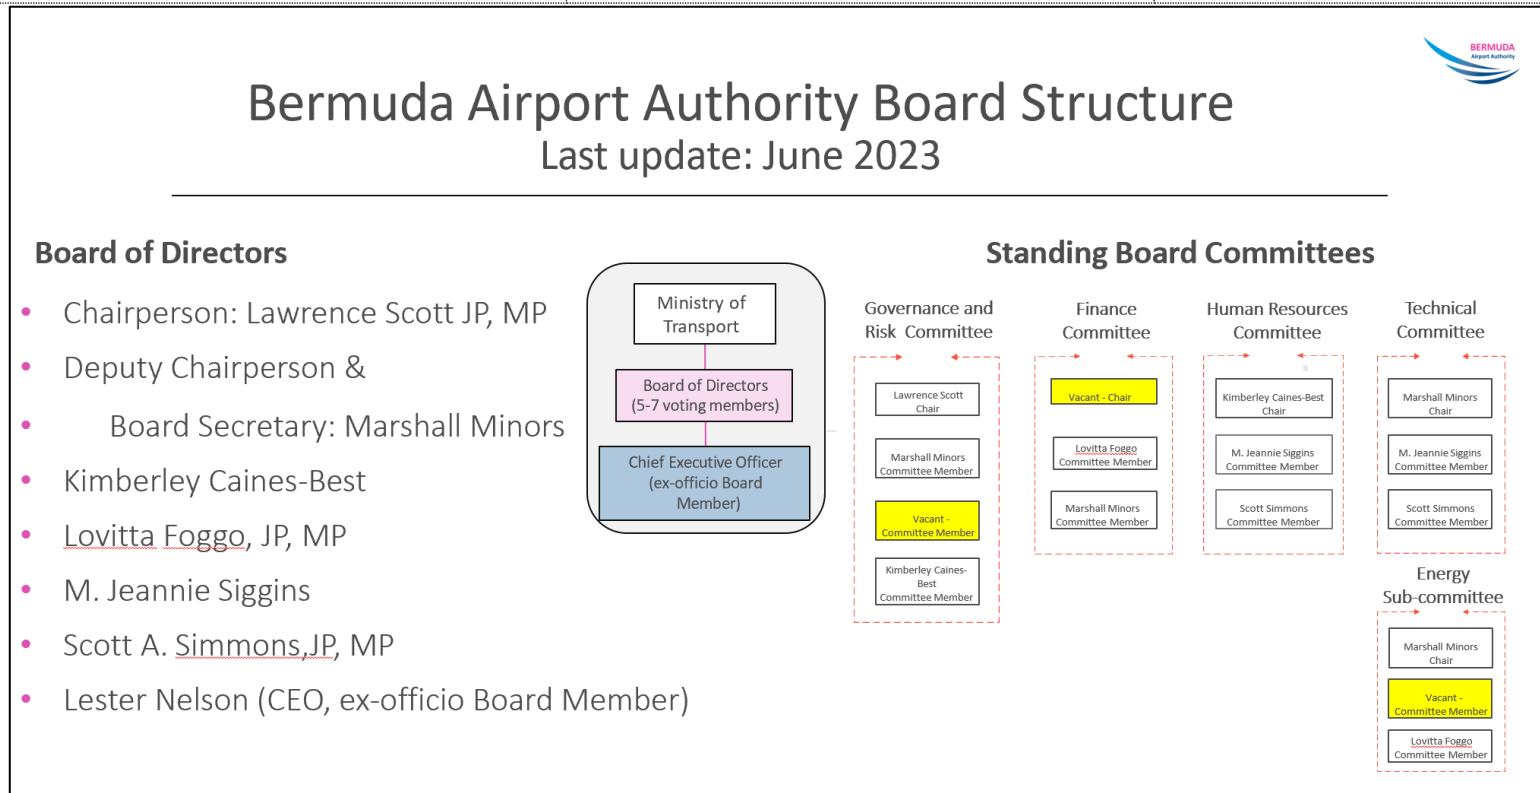 BERMUDA
Airport Authority
Bermuda Airport Authority Board Structure
Last update: June 2023
Board of Directors
• Chairperson: Lawrence Scott JP, MP
• Deputy Chairperson &
• Board Secretary: Marshall Minors
• Kimberley Caines-Best
• Lovitta Foggo, JP, MP
• M. Jeannie Siggins
• Scott A. Simmons,JP, MP
• Lester Nelson (CEO, ex-officio Board Member)
Ministry of
Transport
Board of Directors
(5-7 voting members)
Chief Executive Officer
(ex-officio Board
Member)
Standing Board Committees
Governance and
Risk Committee
Lawrence Scott
Chair
Marshall Minors
Committee Member
Vacant -
Committee Member
Kimberley Caines-
Best
Committee Member
Finance
Committee
Vacant - Chair
Lovitta Foggo
Committee Member
Marshall Minors
Committee Member
Human Resources
Committee
Kimberley Caines-Best
Chair
M. Jeannie Siggins
Committee Member
Scott Simmons
Committee Member
Technical
Committee
Marshall Minors
Chair
M. Jeannie Siggins
Committee Member
Scott Simmons
Committee Member
Energy
Sub-committee
Marshall Minors
Chair
Vacant -
Committee Member
Lovitta Foggo
Committee Member